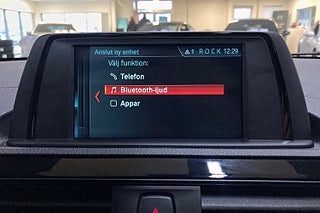 Anslut ny enhet 1 ROCK 12:29
Välj funktion:
Telefon
Bluetooth-ljud
Appar